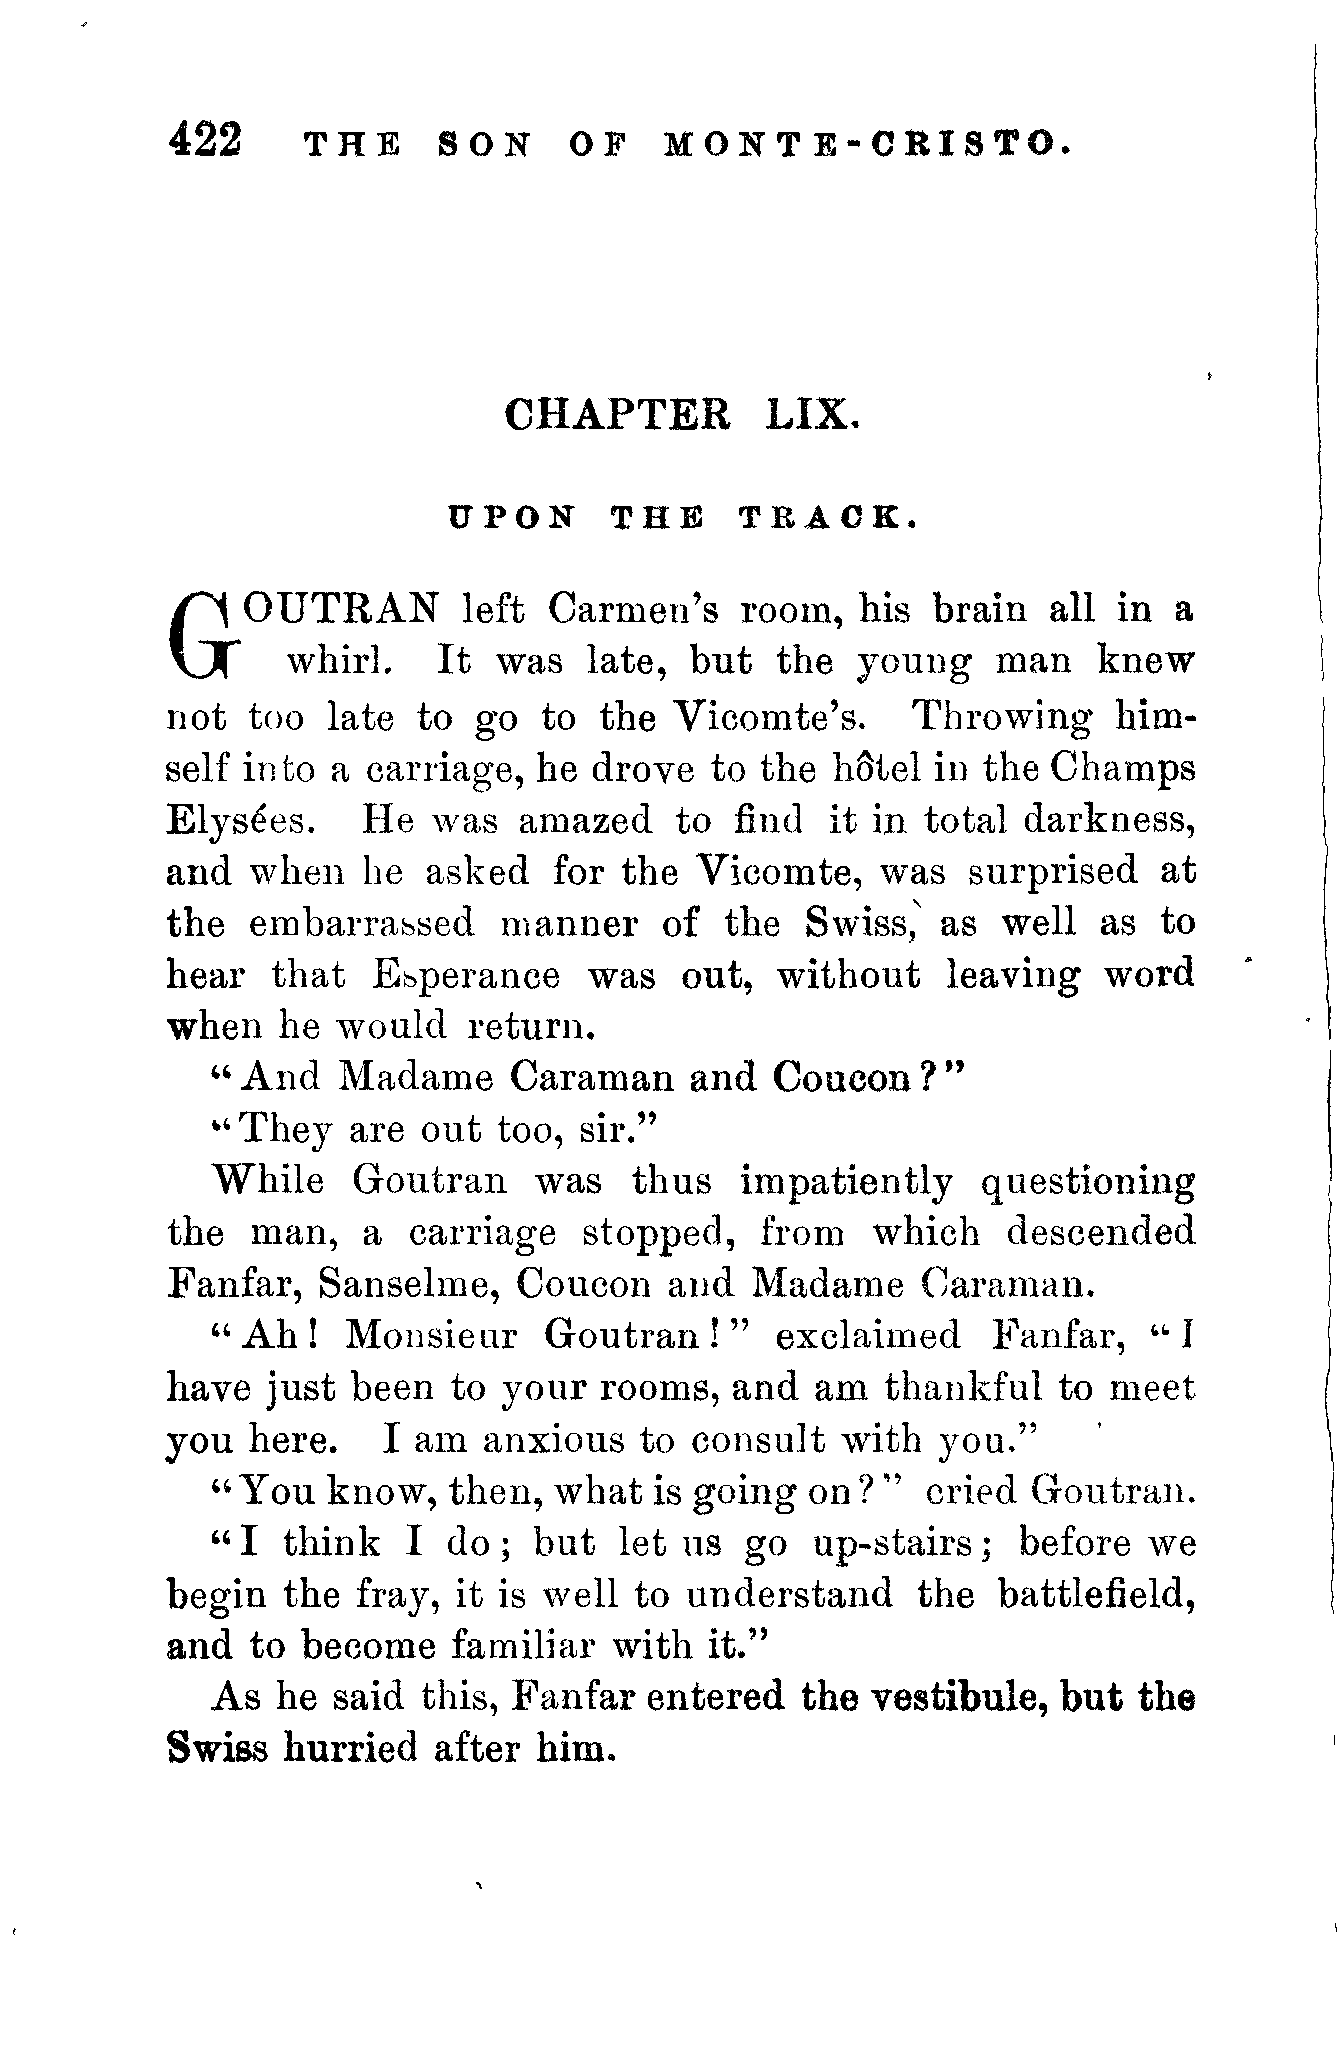 422 THE SON OF MONTE-CRISTO.
CHAPTER LIX.
UPON THE TRACK.
GOUTRAN left Carmen's room, his brain all in a
whirl. It was late, but the young man knew
not too late to go to the Vicomte's. Throwing him-
self into a carriage, he drove to the hôtel in the Champs
Elysées. He was amazed to find it in total darkness,
and when he asked for the Vicomte, was surprised at
the embarrassed manner of the Swiss, as well as to
hear that Esperance was out, without leaving word
when he would return.
"And Madame Caraman and Coucon?"
"They are out too, sir."
While Goutran was thus impatiently questioning
the man, a carriage stopped, from which descended
Fanfar, Sanselme, Coucon and Madame Caraman.
"Ah! Monsieur Goutran!" exclaimed Fanfar, "I
have just been to your rooms, and am thankful to meet
you here. I am anxious to consult with you."
"You know, then, what is going on?" cried Goutran.
"I think I do; but let us go up-stairs; before we
begin the fray, it is well to understand the battlefield,
and to become familiar with it."
As he said this, Fanfar entered the vestibule, but the
Swiss hurried after him.